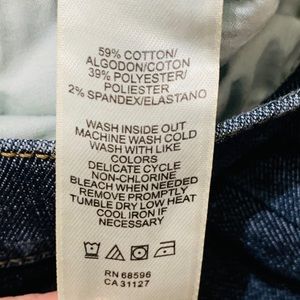 59% COTTON/
ALGODON/COTON
39% POLYESTER/
POLIESTER
2% SPANDEX/ELASTANO
WASH INSIDE OUT
MACHINE WASH COLD
WASH WITH LIKE
COLORS
DELICATE CYCLE
NON-CHLORINE
BLEACH WHEN NEEDED
REMOVE PROMPTLY
TUMBLE DRY LOW HEAT
COOL IRON IF
NECESSARY
RN 68596
CA 31127